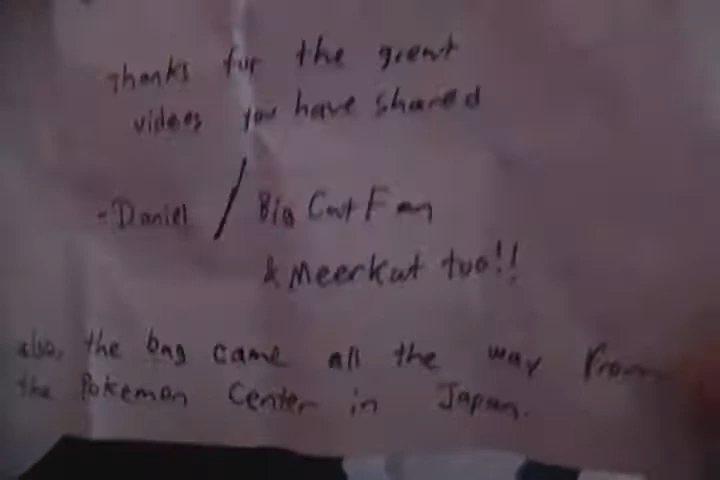 thanks for the great
videos you have shared
-Daniel / Big Cat Fan
& Meerkat too!!
also, the bag came all the way from
the Pokemon Center in Japan.